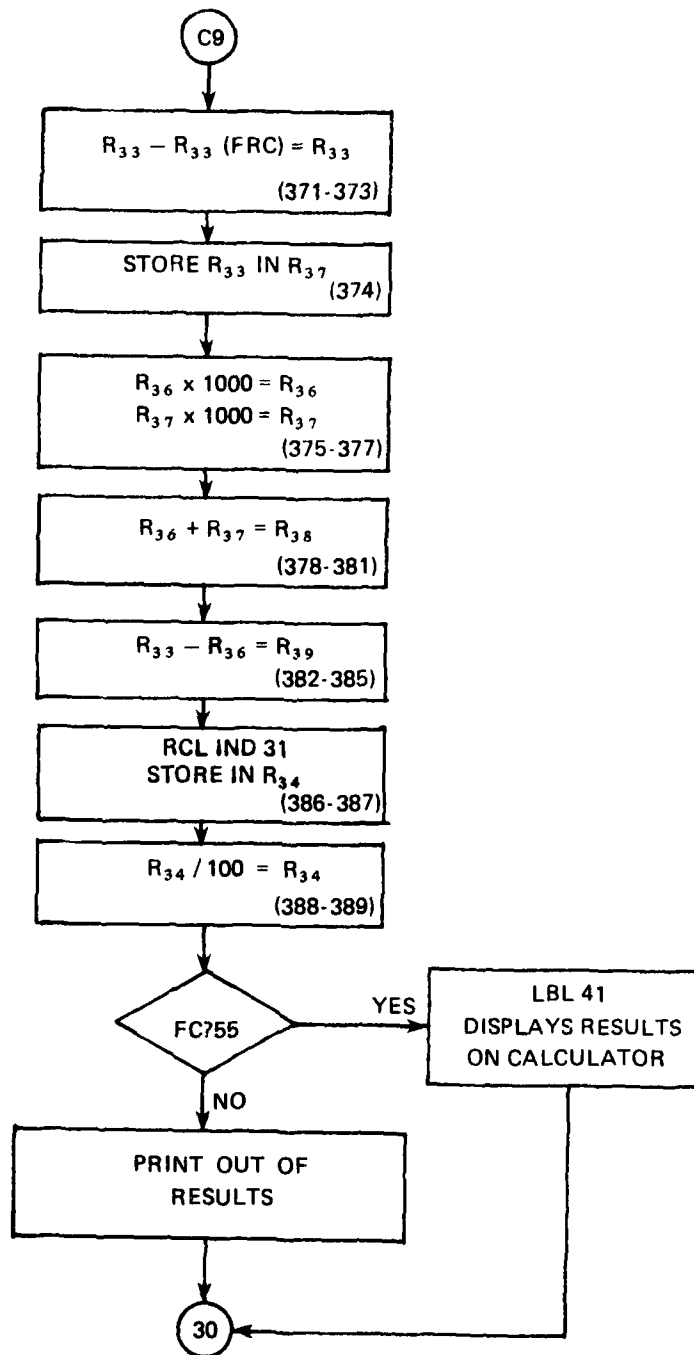 C9
R₃₃ − R₃₃ (FRC) = R₃₃
(371-373)
STORE R₃₃ IN R₃₇
(374)
R₃₆ x 1000 = R₃₆
R₃₇ x 1000 = R₃₇
(375-377)
R₃₆ + R₃₇ = R₃₈
(378-381)
R₃₃ − R₃₆ = R₃₉
(382-385)
RCL IND 31
STORE IN R₃₄
(386-387)
R₃₄ / 100 = R₃₄
(388-389)
FC?55
YES
LBL 41
DISPLAYS RESULTS
ON CALCULATOR
NO
PRINT OUT OF
RESULTS
30